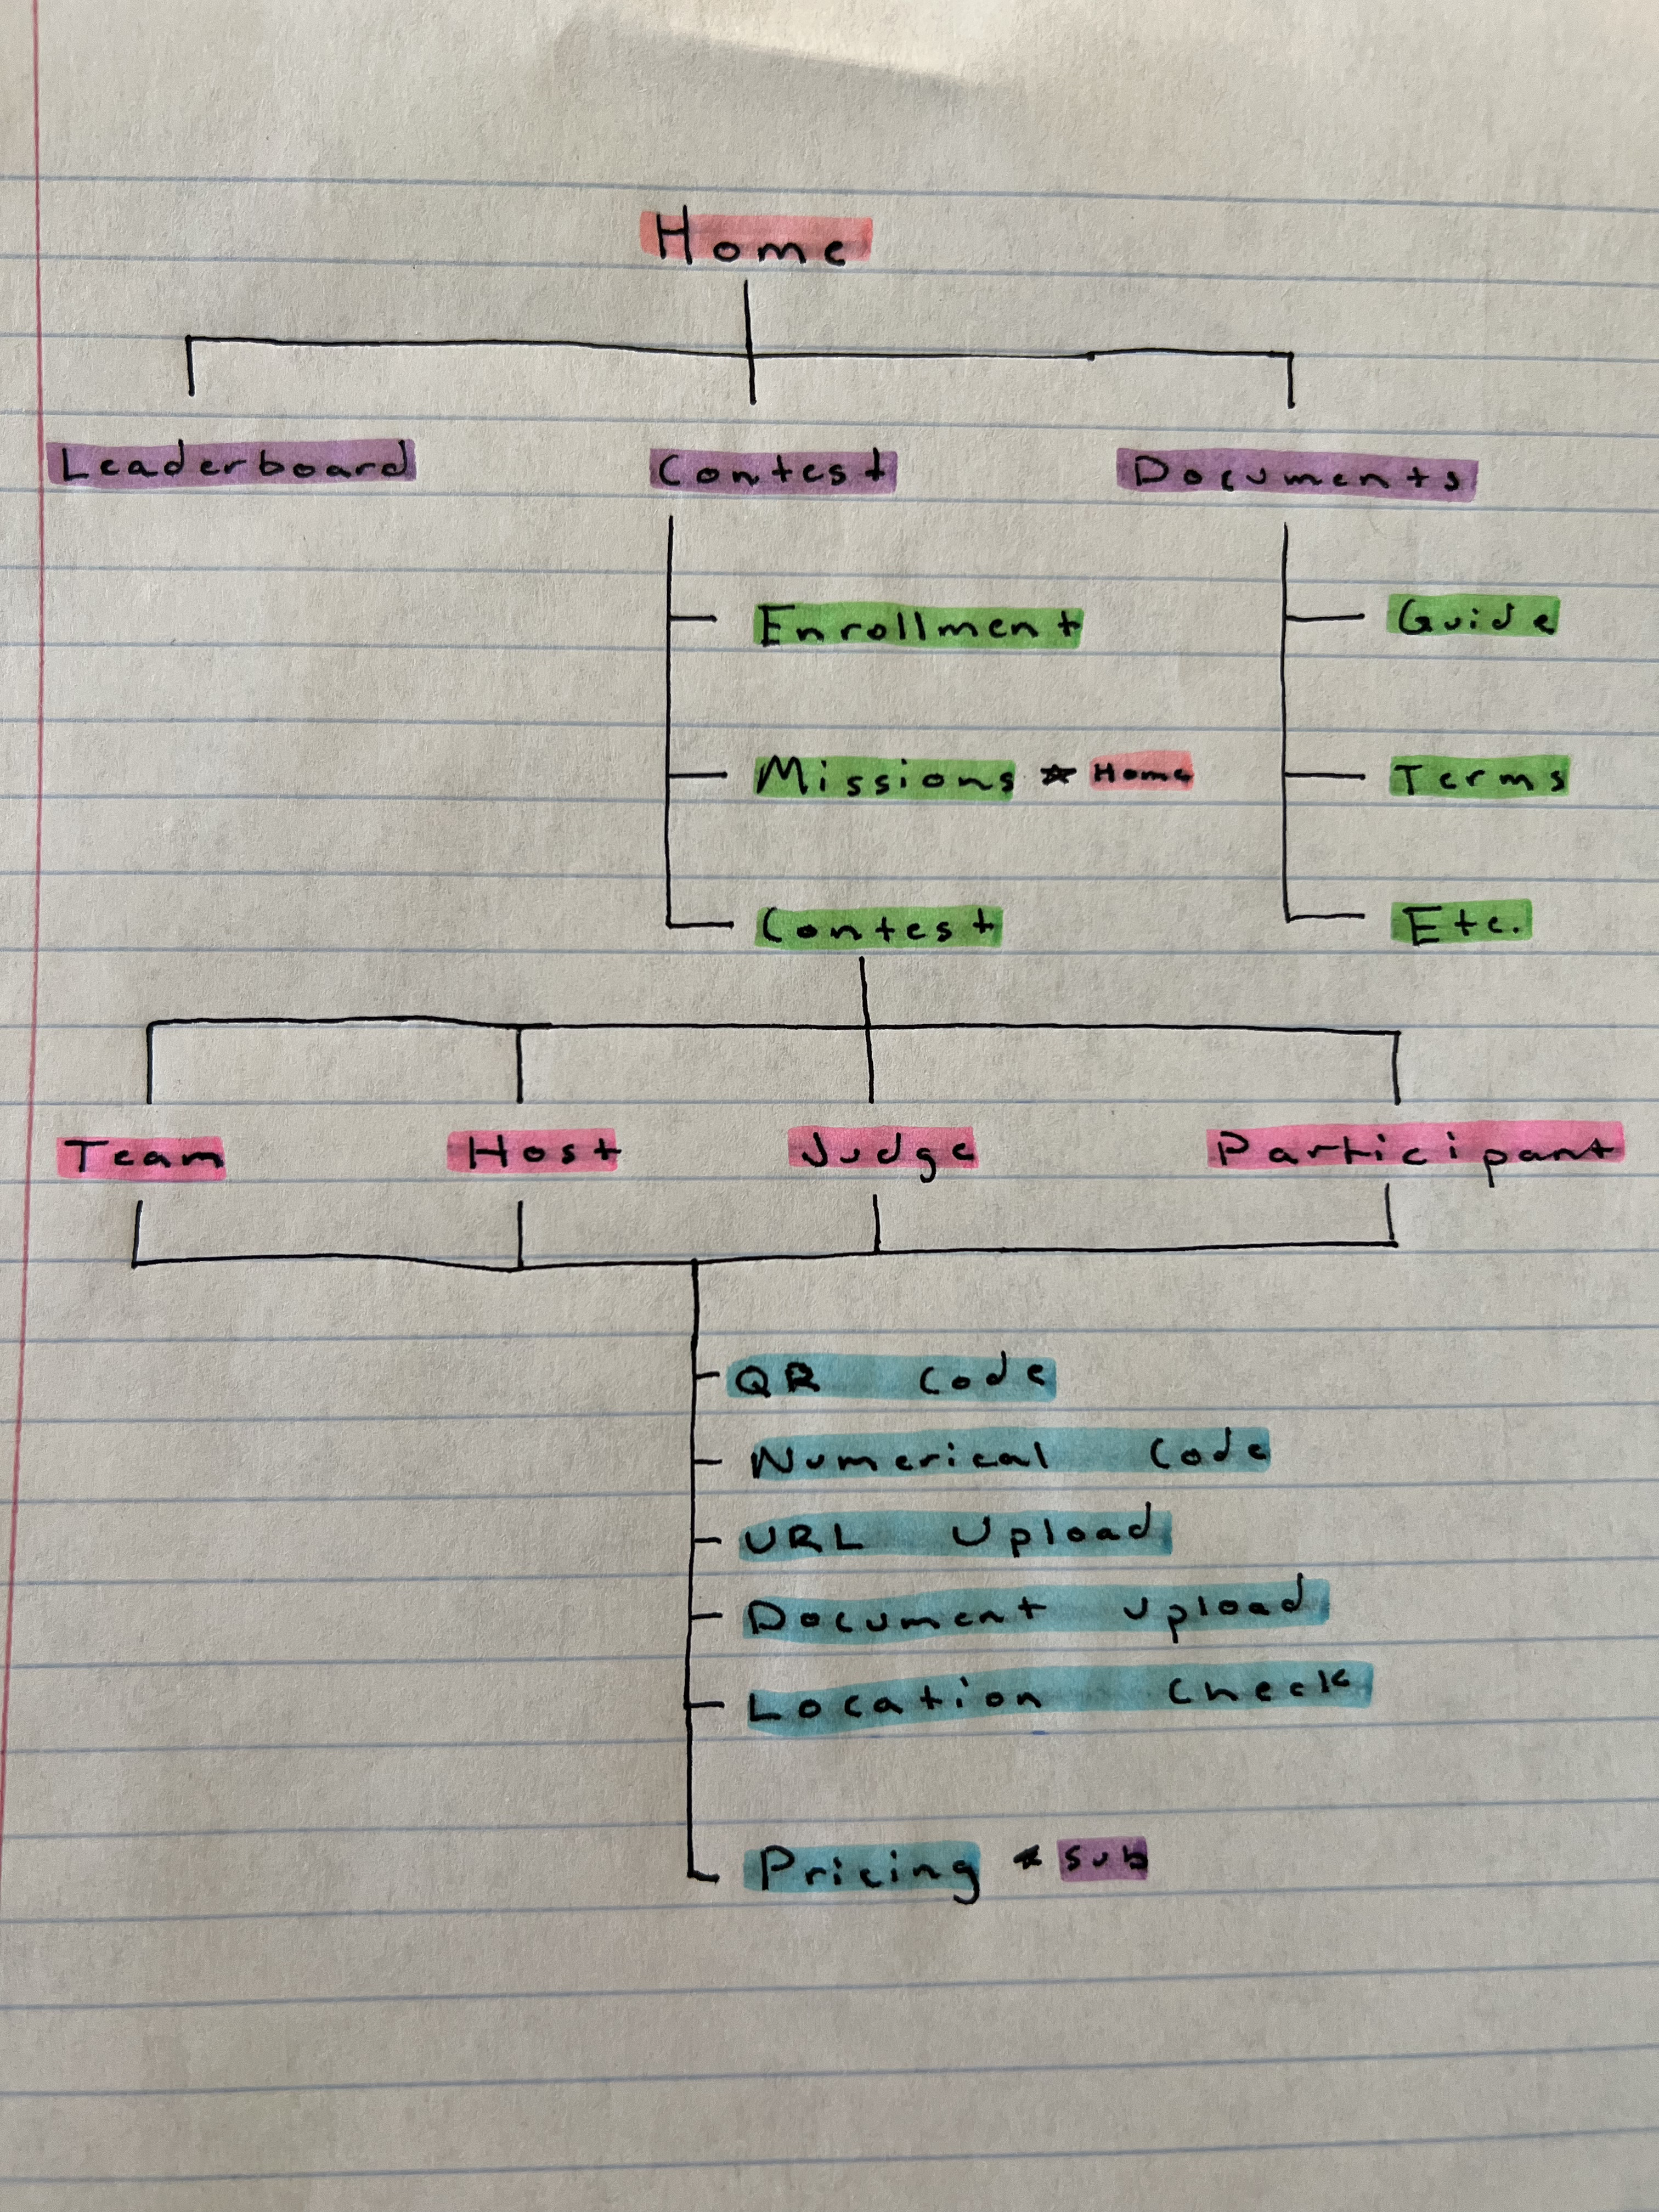 Home
Leaderboard Contest Documents
Enrollment Guide
Missions * Home Terms
Contest Etc.
Team Host Judge Participant
QR Code
Numerical Code
URL Upload
Document Upload
Location Check
Pricing * Sub